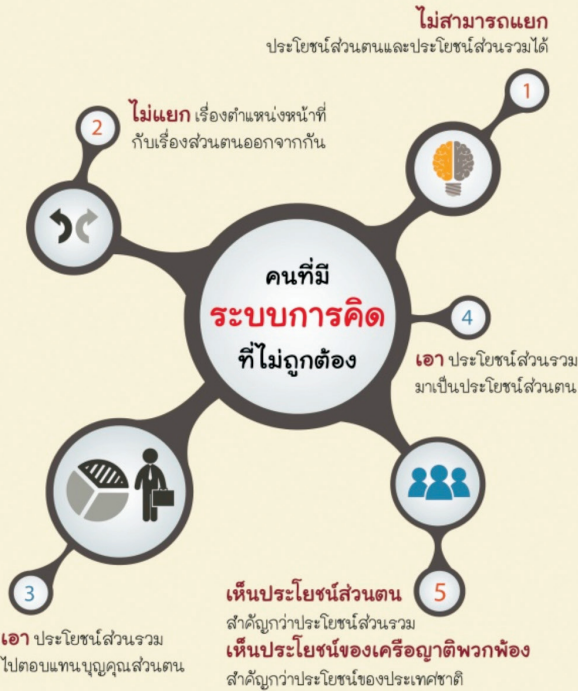 ไม่สามารถแยก
ประโยชน์ส่วนตนและประโยชน์ส่วนรวมได้
1
2
ไม่แยก เรื่องตำแหน่งหน้าที่
กับเรื่องส่วนตนออกจากกัน
คนที่มี
ระบบการคิด
ที่ไม่ถูกต้อง
4
เอา ประโยชน์ส่วนรวม
มาเป็นประโยชน์ส่วนตน
3
เอา ประโยชน์ส่วนรวม
ไปตอบแทนบุญคุณส่วนตน
5
เห็นประโยชน์ส่วนตน
สำคัญกว่าประโยชน์ส่วนรวม
เห็นประโยชน์ของเครือญาติพวกพ้อง
สำคัญกว่าประโยชน์ของประเทศชาติ